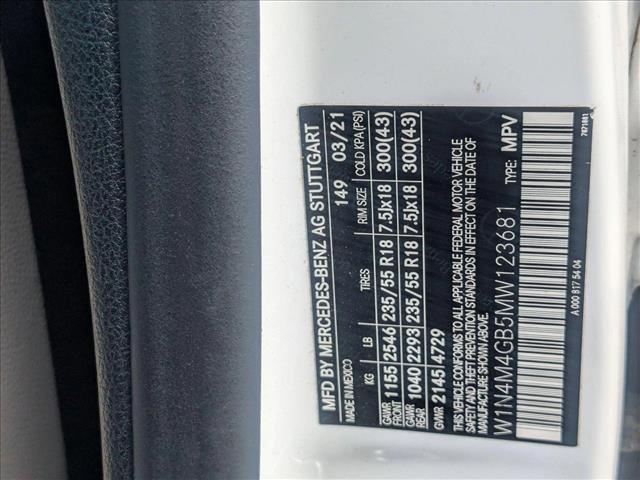 MFD BY MERCEDES-BENZ AG STUTTGART
MADE IN MEXICO 149 03/21
KG LB TIRES RIM SIZE COLD KPA(PSI)
GAWR FRONT 1155 2546 235/55 R18 7.5Jx18 300(43)
GAWR REAR 1040 2293 235/55 R18 7.5Jx18 300(43)
GVWR 2145 4729
THIS VEHICLE CONFORMS TO ALL APPLICABLE FEDERAL MOTOR VEHICLE
SAFETY AND THEFT PREVENTION STANDARDS IN EFFECT ON THE DATE OF
MANUFACTURE SHOWN ABOVE.
W1N4M4GB5MW123681 TYPE: MPV
A 000 817 54 04 7871881